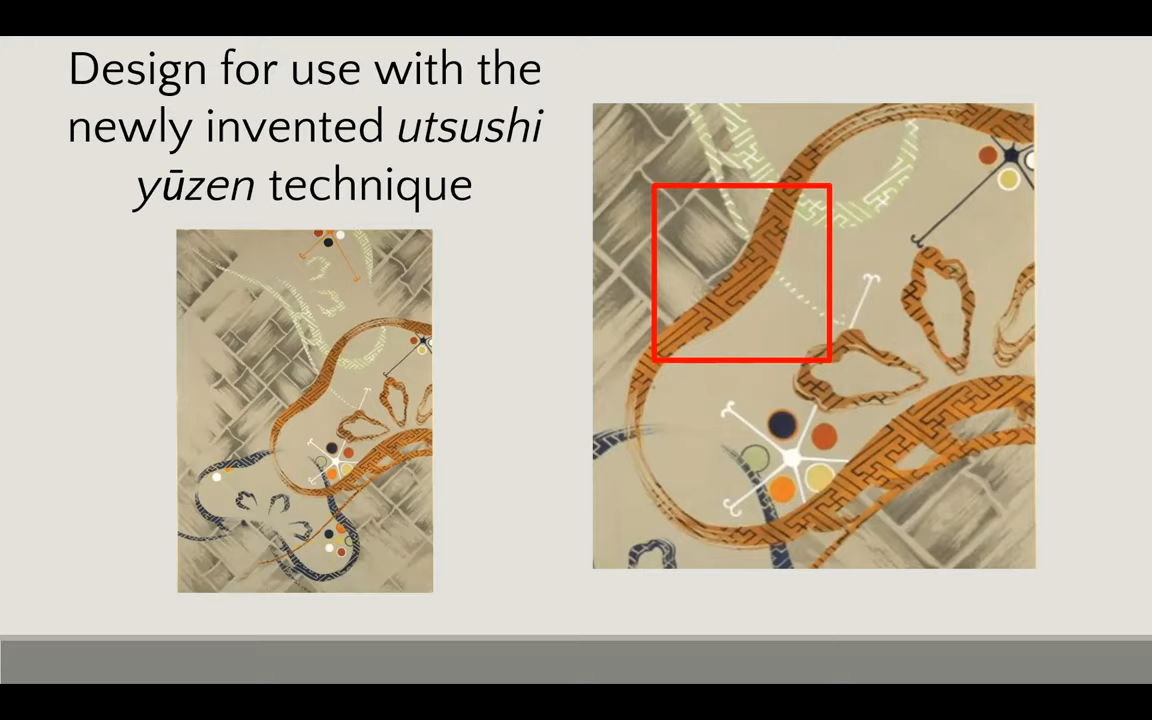 Design for use with the
newly invented utsushi
yūzen technique